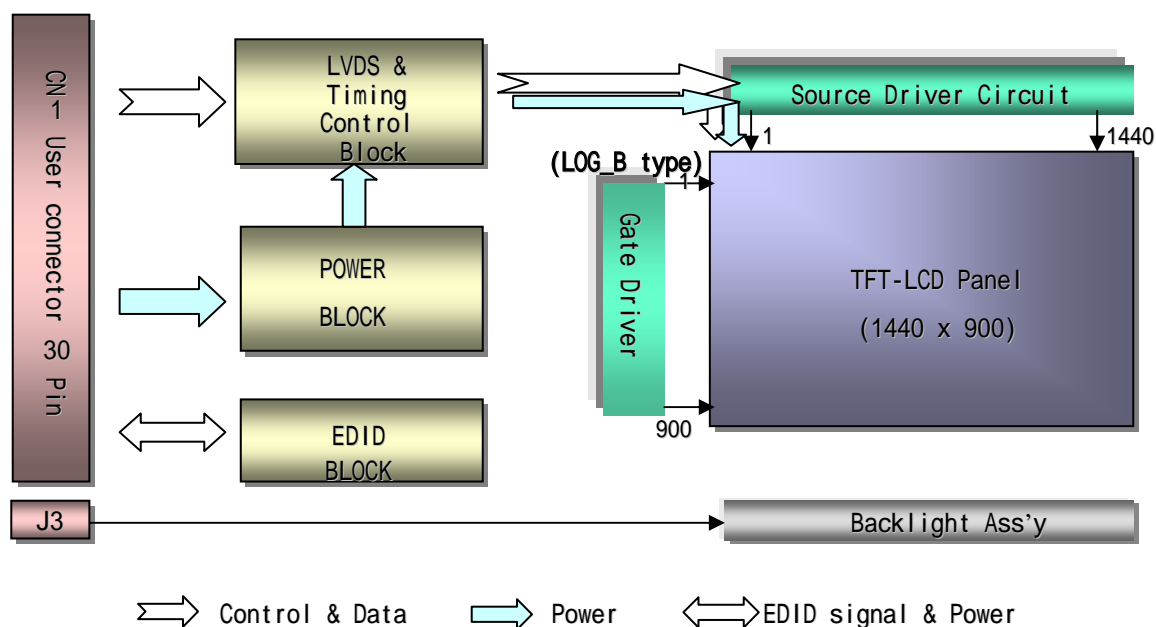 CN 1 User connector 30 Pin
LVDS &
Timing
Control
Block
POWER
BLOCK
EDID
BLOCK
Source Driver Circuit
1
1440
(LOG_B type)
1
Gate Driver
900
TFT-LCD Panel
(1440 x 900)
J3
Backlight Ass'y
Control & Data
Power
EDID signal & Power